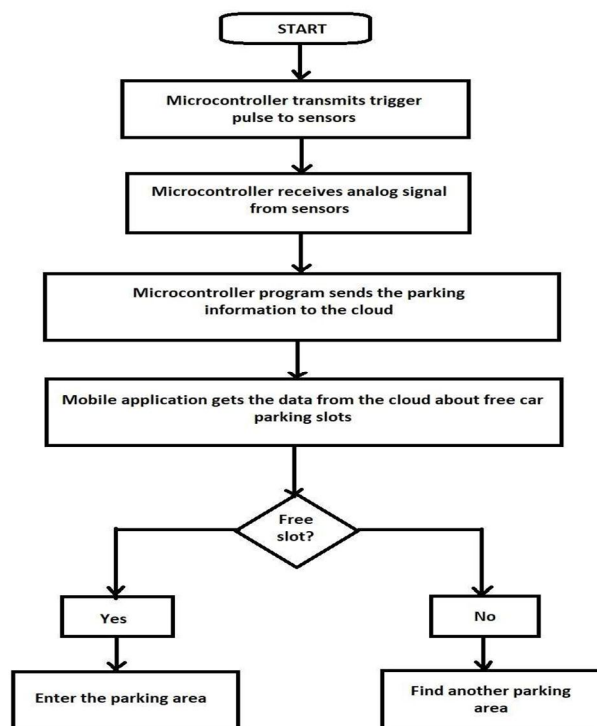 START
Microcontroller transmits trigger
pulse to sensors
Microcontroller receives analog signal
from sensors
Microcontroller program sends the parking
information to the cloud
Mobile application gets the data from the cloud about free car
parking slots
Free
slot?
Yes
No
Enter the parking area
Find another parking
area